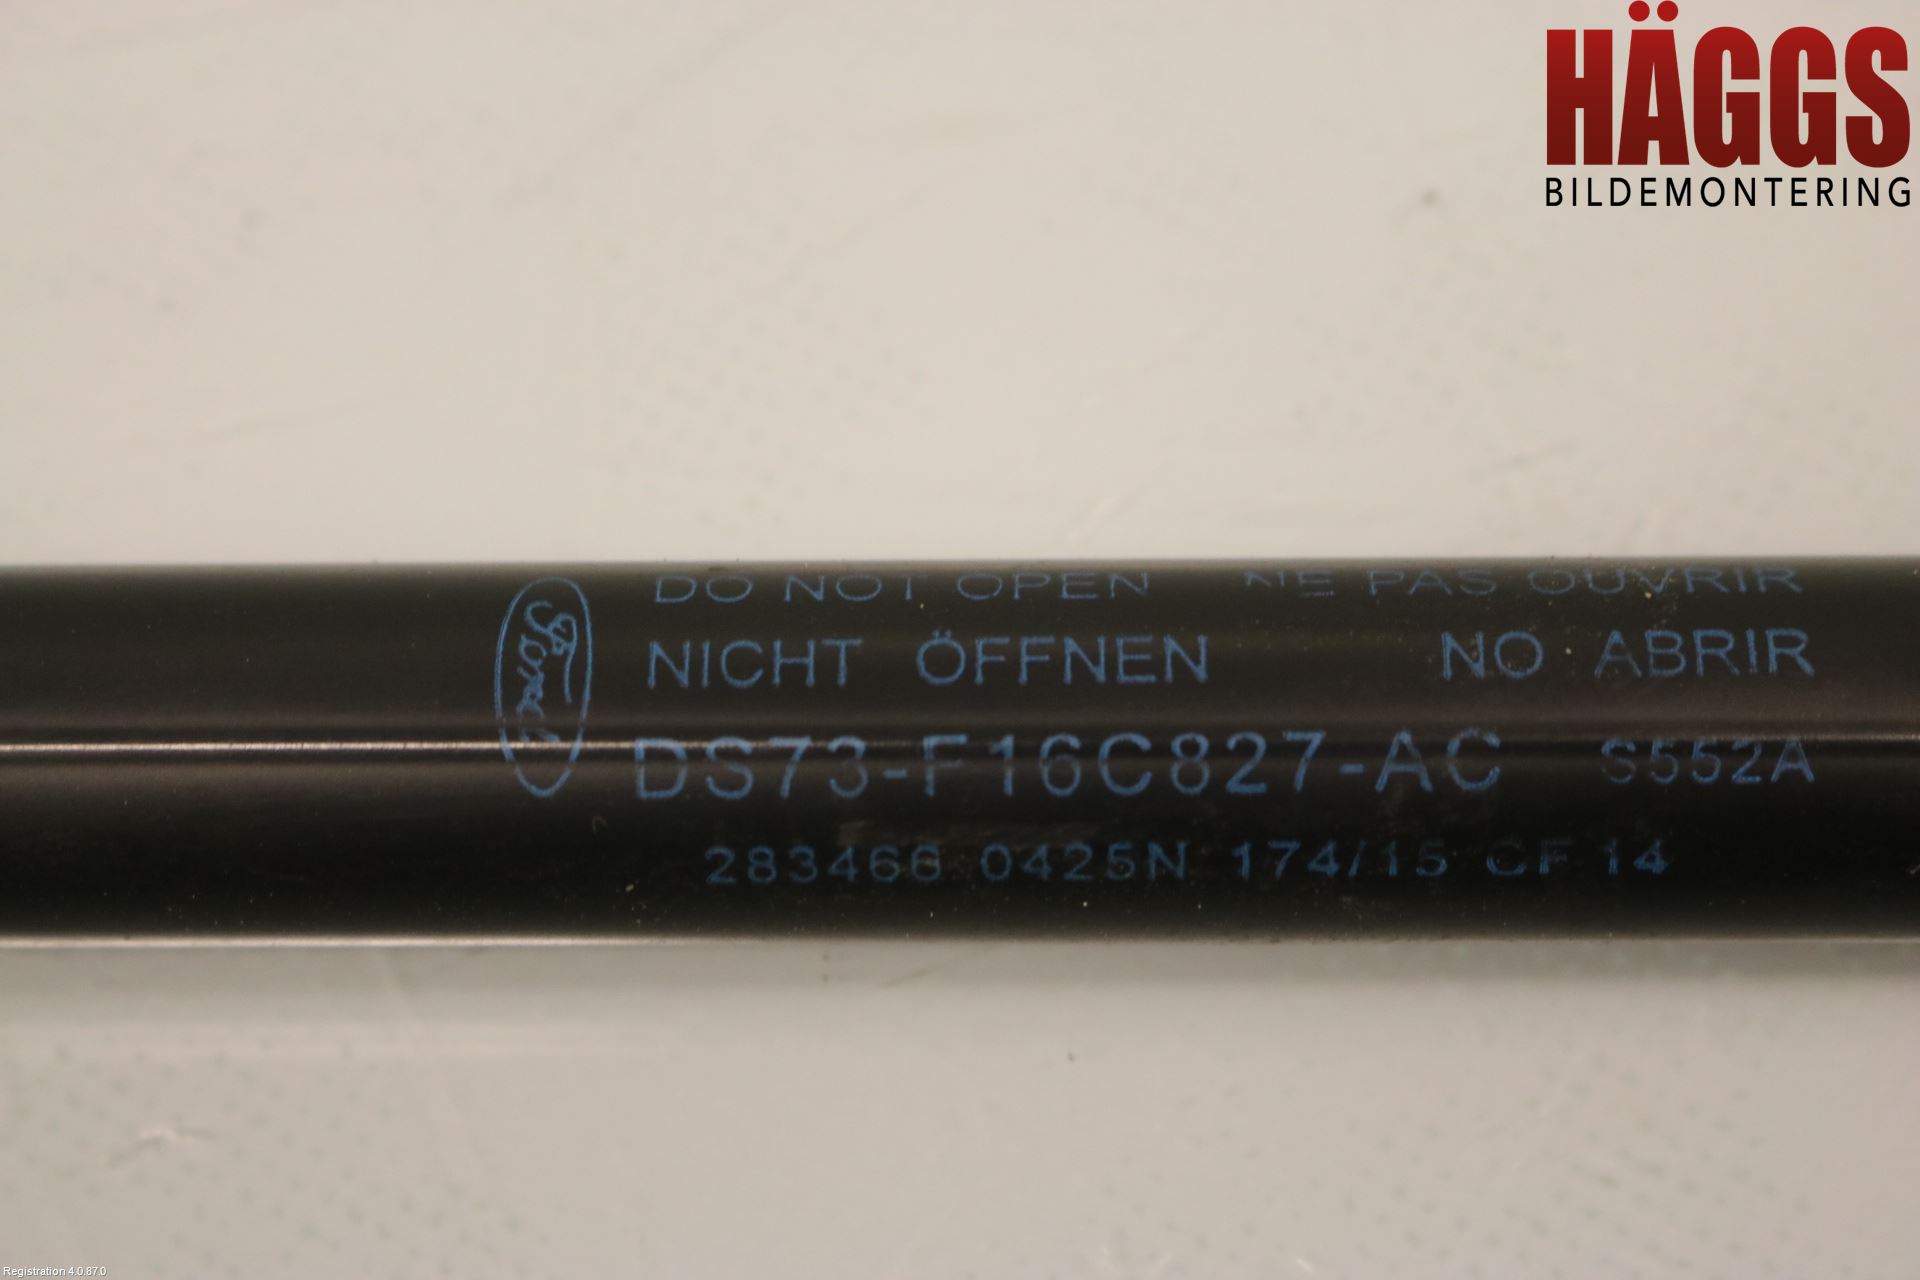 HÄGGS
BILDEMONTERING
DO NOT OPEN NE PAS OUVRIR
Ford
NICHT ÖFFNEN NO ABRIR
DS73-F16C827-AC S552A
283466 0425N 174/15 CF 14
Registration 4.0.87.0